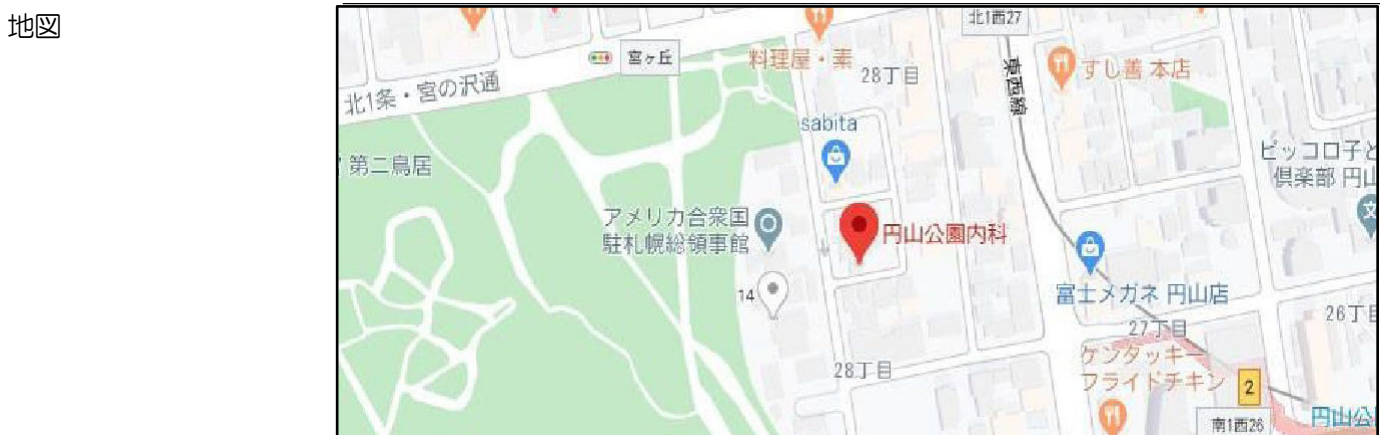 地図
北1西27
宮ヶ丘
料理屋・素
28丁目
東西線
すし善 本店
北1条・宮の沢通
sabita
ピッコロ子と
倶楽部 円山
第二鳥居
アメリカ合衆国
駐札幌総領事館
円山公園内科
14
富士メガネ 円山店
26丁目
27丁目
ケンタッキー
フライドチキン
28丁目
2
南1西26
円山公